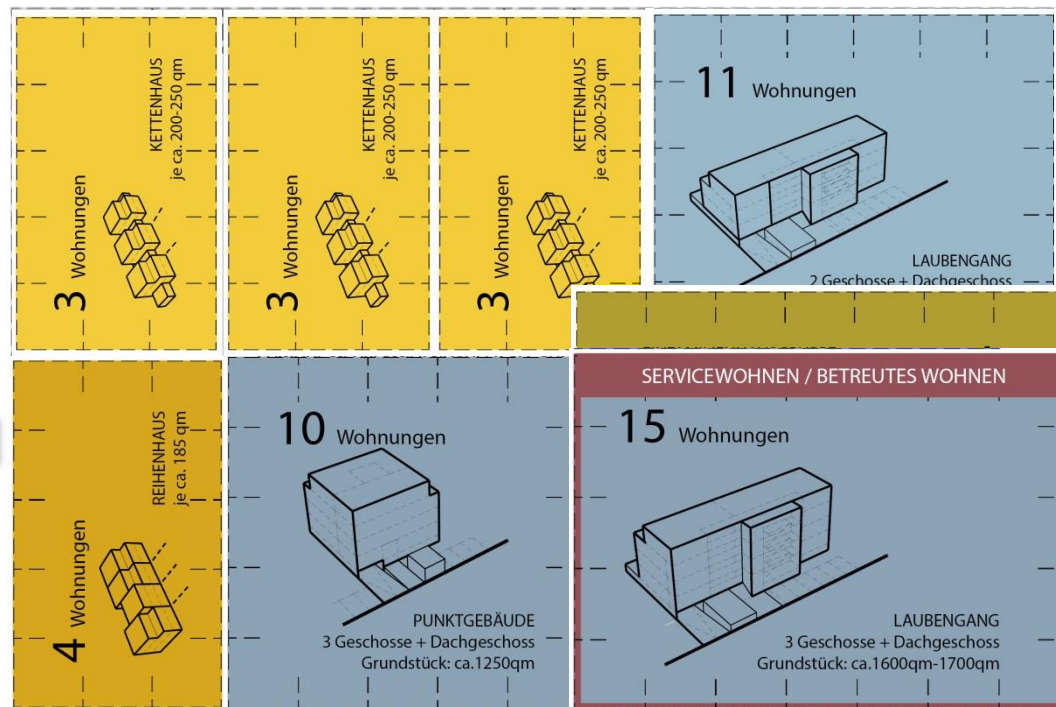 3 Wohnungen
KETTENHAUS
je ca. 200-250 qm
3 Wohnungen
KETTENHAUS
je ca. 200-250 qm
3 Wohnungen
KETTENHAUS
je ca. 200-250 qm
11 Wohnungen
LAUBENGANG
2 Geschosse + Dachgeschoss
4 Wohnungen
REIHENHAUS
je ca. 185 qm
10 Wohnungen
PUNKTGEBÄUDE
3 Geschosse + Dachgeschoss
Grundstück: ca.1250qm
SERVICEWOHNEN / BETREUTES WOHNEN
15 Wohnungen
LAUBENGANG
3 Geschosse + Dachgeschoss
Grundstück: ca.1600qm-1700qm